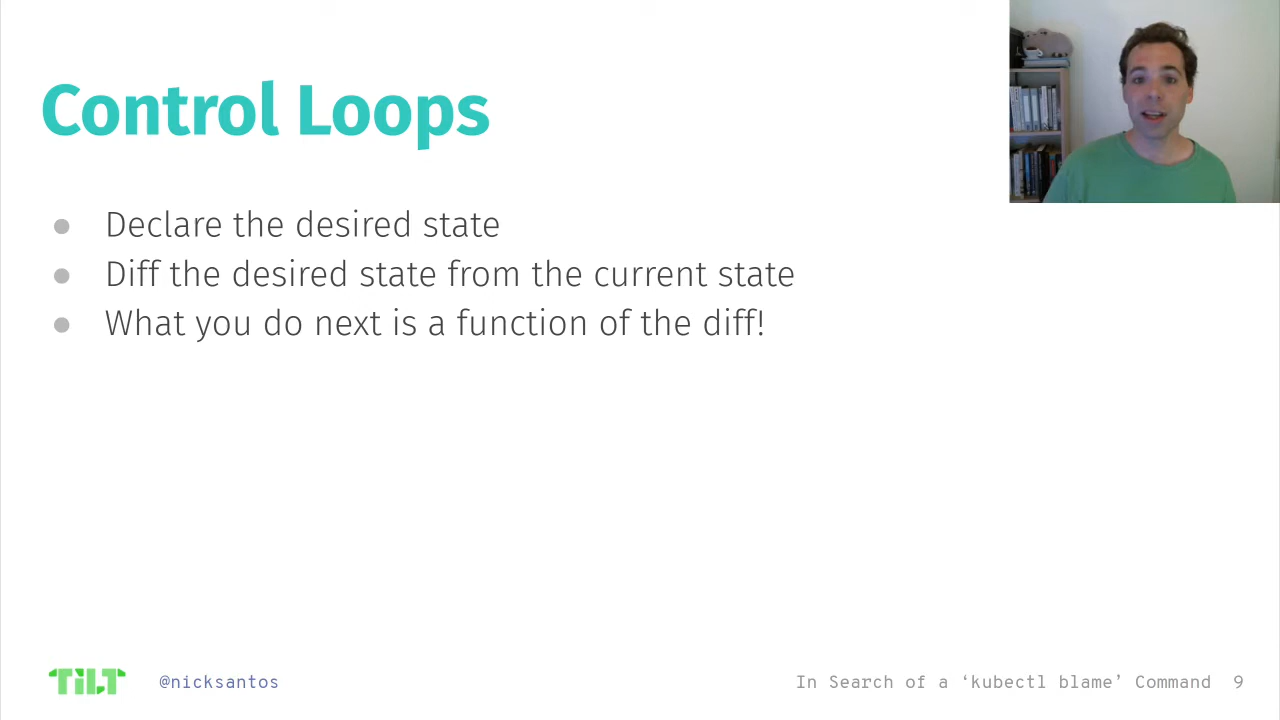 Control Loops
Declare the desired state
Diff the desired state from the current state
What you do next is a function of the diff!
TILT @nicksantos In Search of a ‘kubectl blame’ Command 9